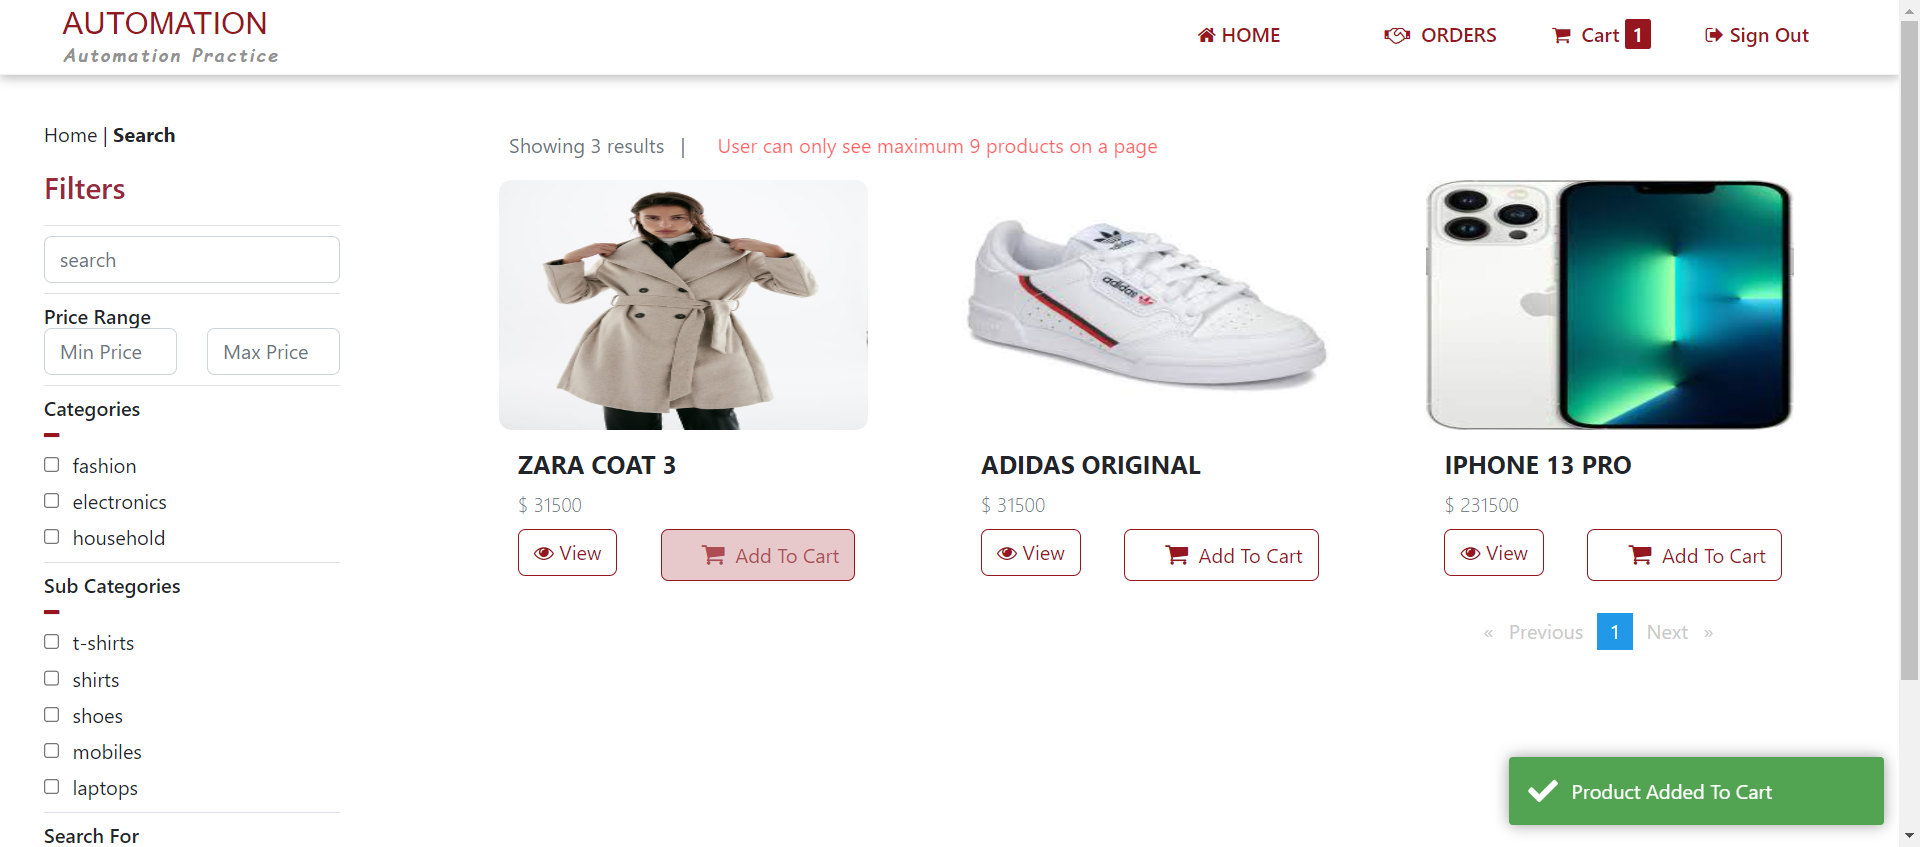 AUTOMATION
Automation Practice
HOME
ORDERS
Cart 1
Sign Out
Home | Search
Filters
search
Price Range
Min Price
Max Price
Categories
fashion
electronics
household
Sub Categories
t-shirts
shirts
shoes
mobiles
laptops
Search For
Showing 3 results |
User can only see maximum 9 products on a page
ZARA COAT 3
$ 31500
View
Add To Cart
adidas
adidas
ADIDAS ORIGINAL
$ 31500
View
Add To Cart
IPHONE 13 PRO
$ 231500
View
Add To Cart
« Previous 1 Next »
Product Added To Cart